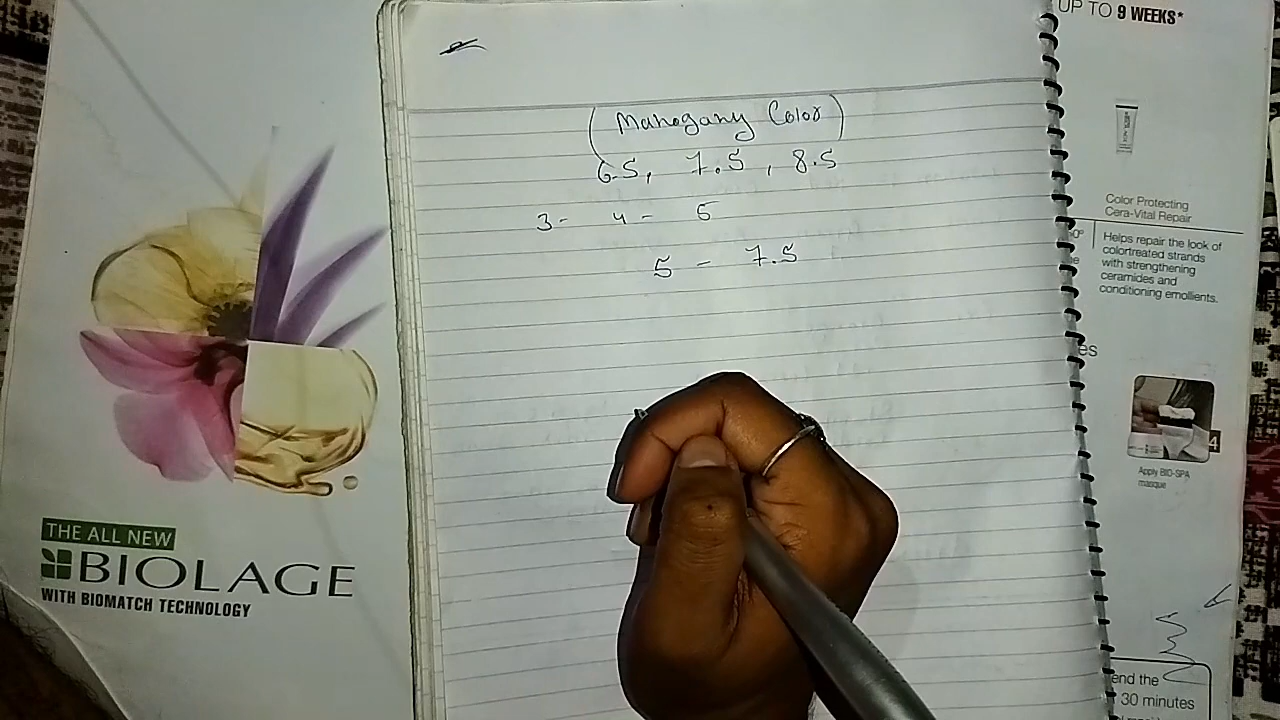 (Mahogany Color)
6.5, 7.5, 8.5
3- 4- 5
5 - 7.5
THE ALL NEW
BIOLAGE
WITH BIOMATCH TECHNOLOGY
UP TO 9 WEEKS*
Color Protecting
Cera-Vital Repair
Helps repair the look of
colortreated strands
with strengthening
ceramides and
conditioning emollients.
es
4
Apply BIO-SPA
masque
end the
30 minutes